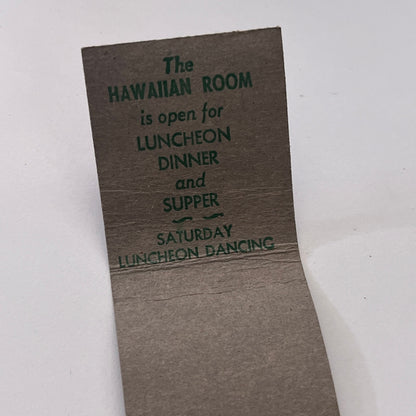 The
HAWAIIAN ROOM
is open for
LUNCHEON
DINNER
and
SUPPER
SATURDAY
LUNCHEON DANCING